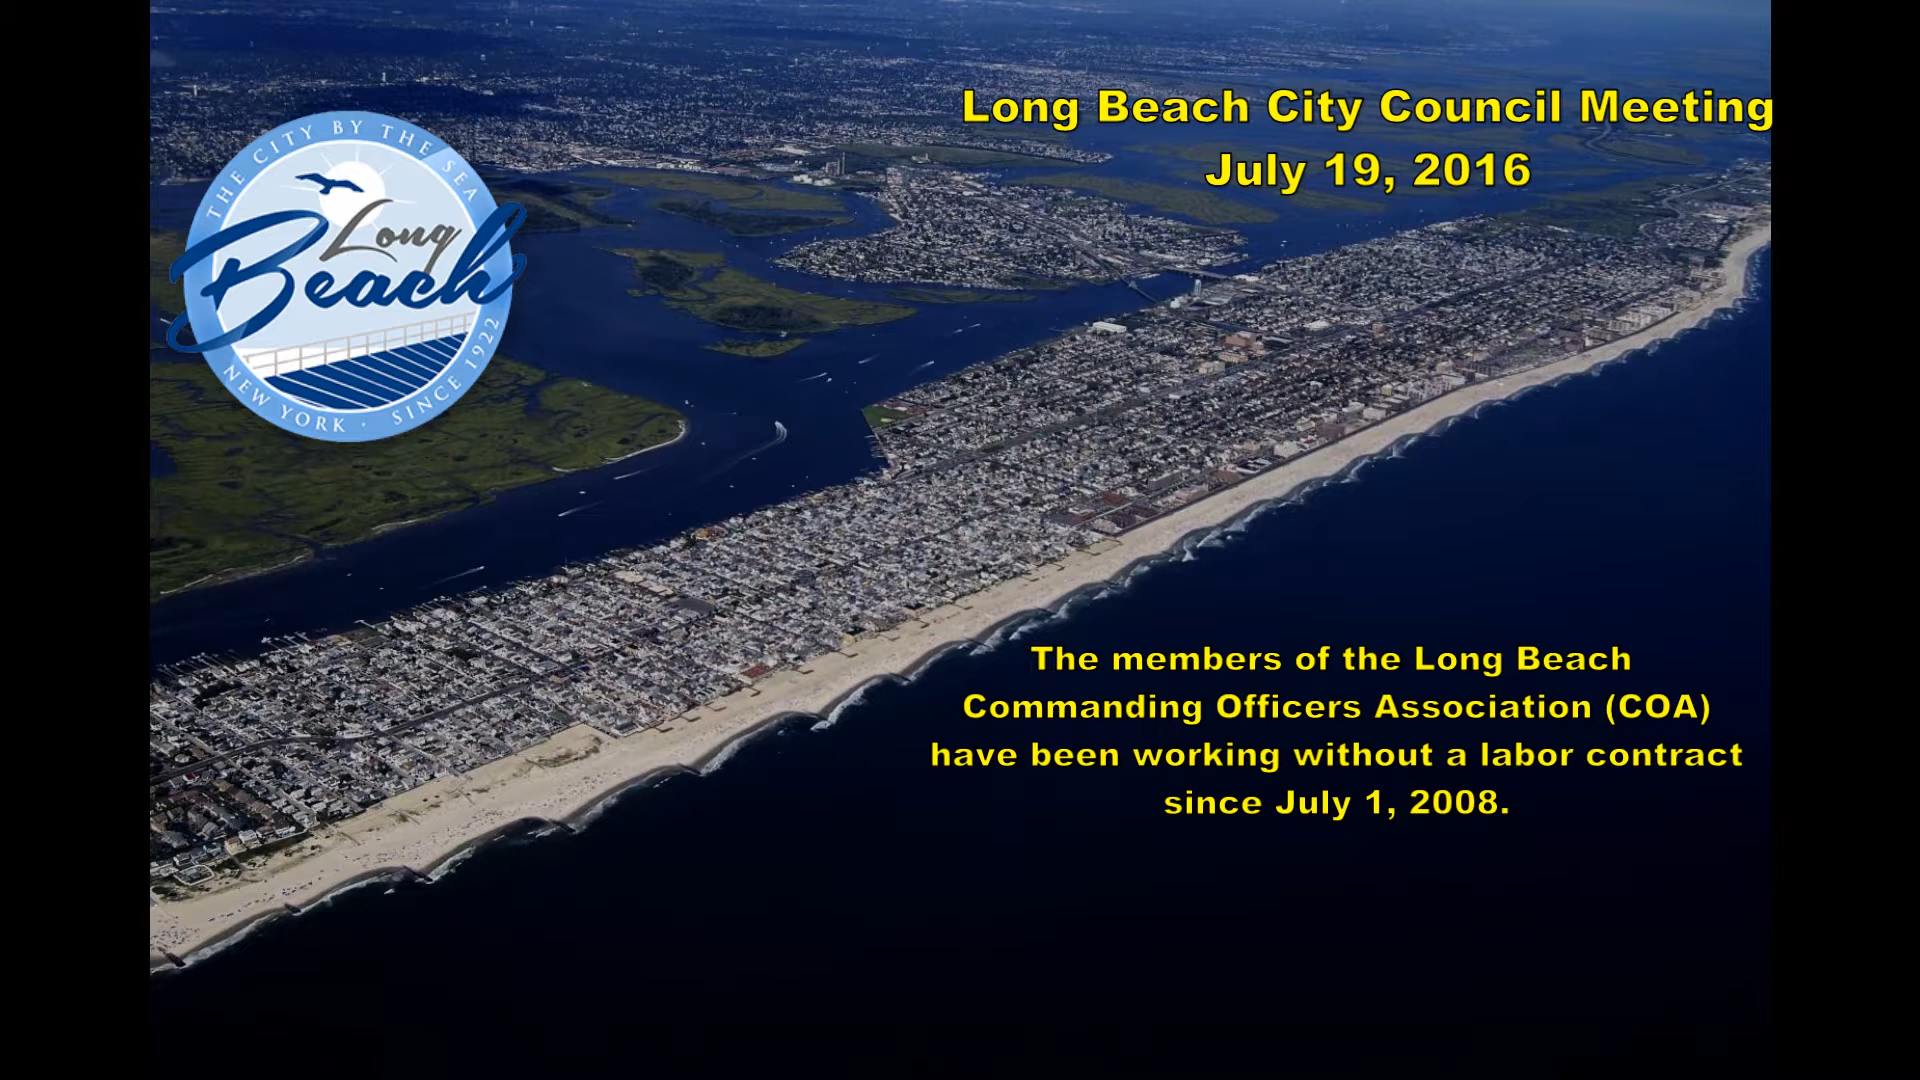 THE CITY BY THE SEA
Long
Beach
NEW YORK · SINCE 1922
Long Beach City Council Meeting
July 19, 2016
The members of the Long Beach
Commanding Officers Association (COA)
have been working without a labor contract
since July 1, 2008.